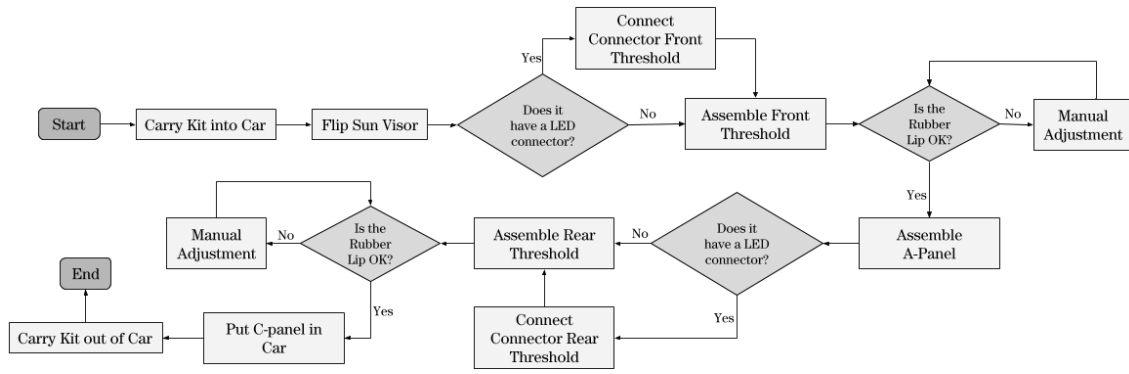 Start
Carry Kit into Car
Flip Sun Visor
Does it
have a LED
connector?
Yes
Connect
Connector Front
Threshold
No
Assemble Front
Threshold
Is the
Rubber
Lip OK?
No
Manual
Adjustment
Yes
Assemble
A-Panel
Does it
have a LED
connector?
No
Yes
Connect
Connector Rear
Threshold
Assemble Rear
Threshold
Is the
Rubber
Lip OK?
No
Manual
Adjustment
Yes
Put C-panel in
Car
Carry Kit out of Car
End